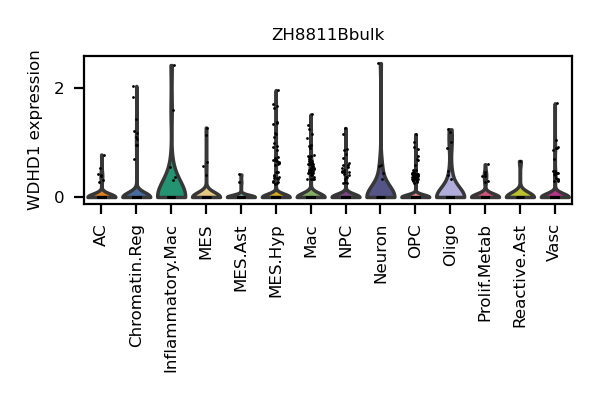 ZH8811Bbulk
WDHD1 expression
2
0
AC
Chromatin.Reg
Inflammatory.Mac
MES
MES.Ast
MES.Hyp
Mac
NPC
Neuron
OPC
Oligo
Prolif.Metab
Reactive.Ast
Vasc